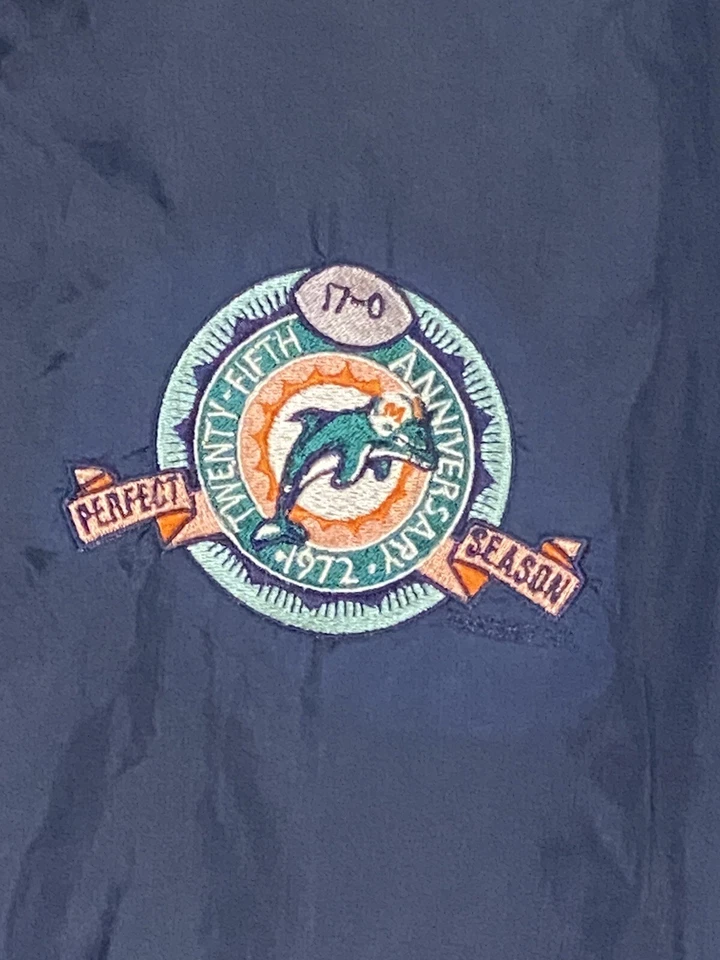 17-0
TWENTY-FIFTH ANNIVERSARY
·1972·
PERFECT SEASON
M